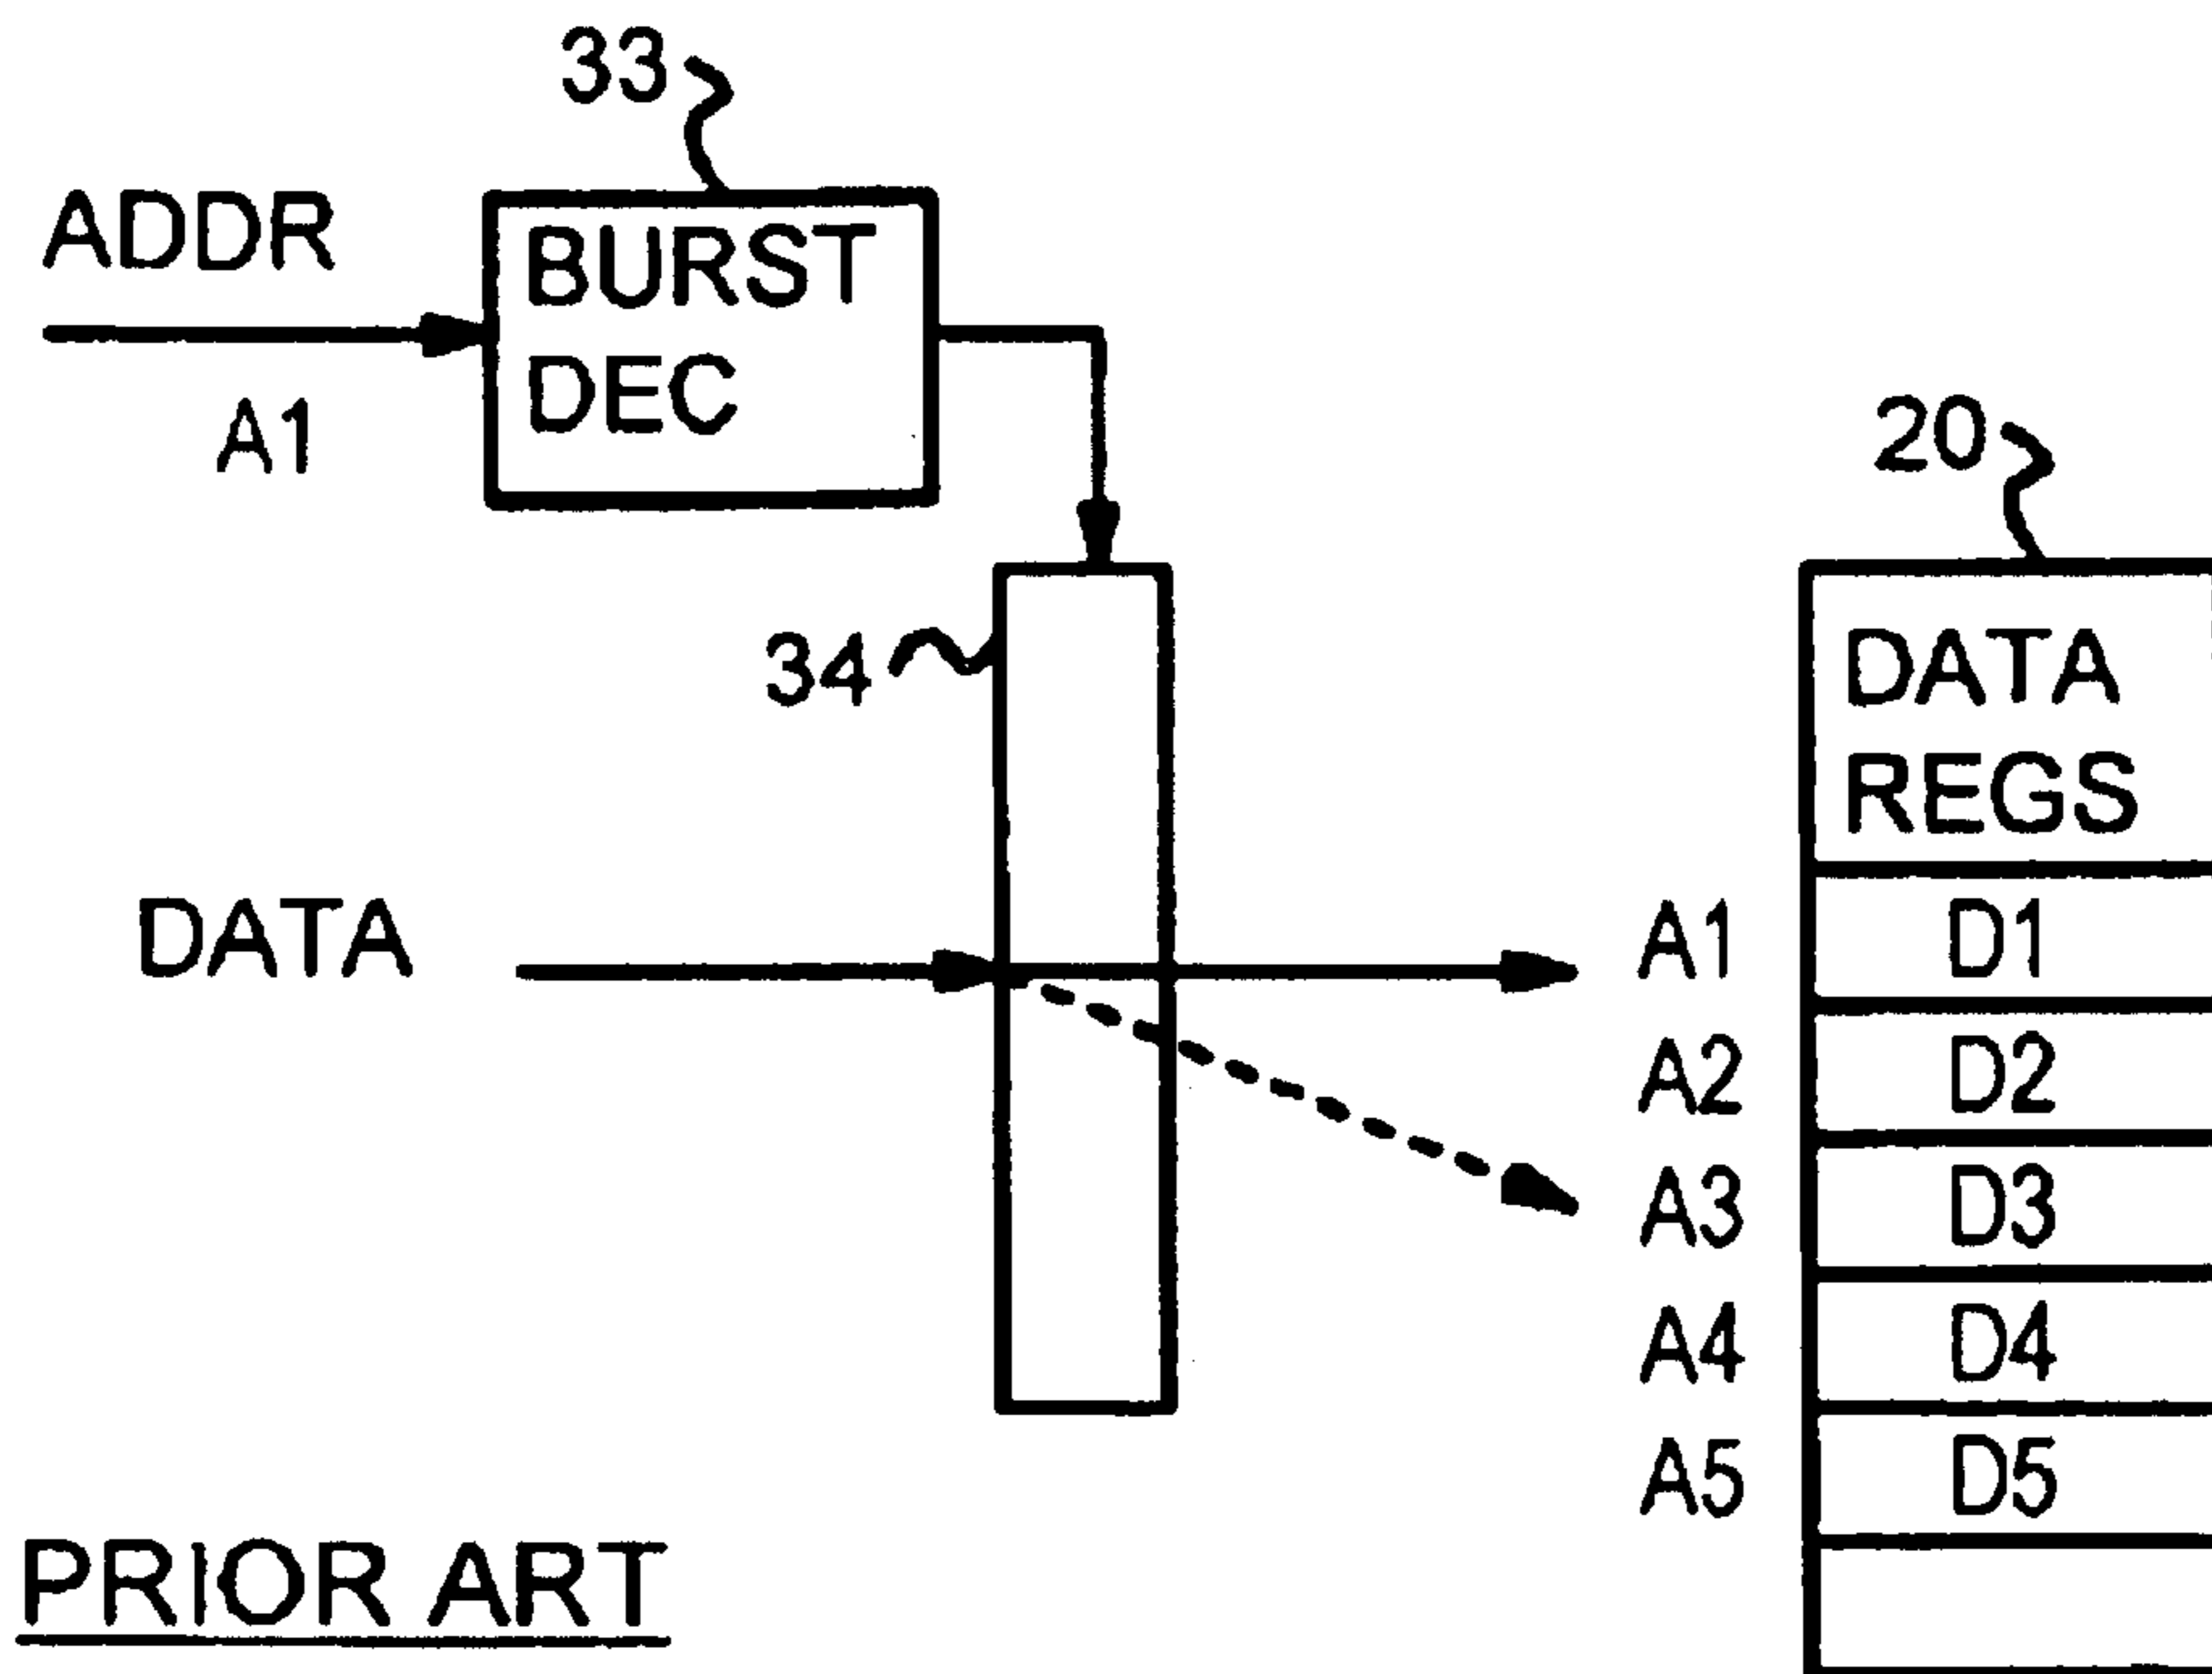 33
ADDR
BURST
DEC
A1
20
34
DATA
REGS
DATA
A1 D1
A2 D2
A3 D3
A4 D4
A5 D5
PRIOR ART